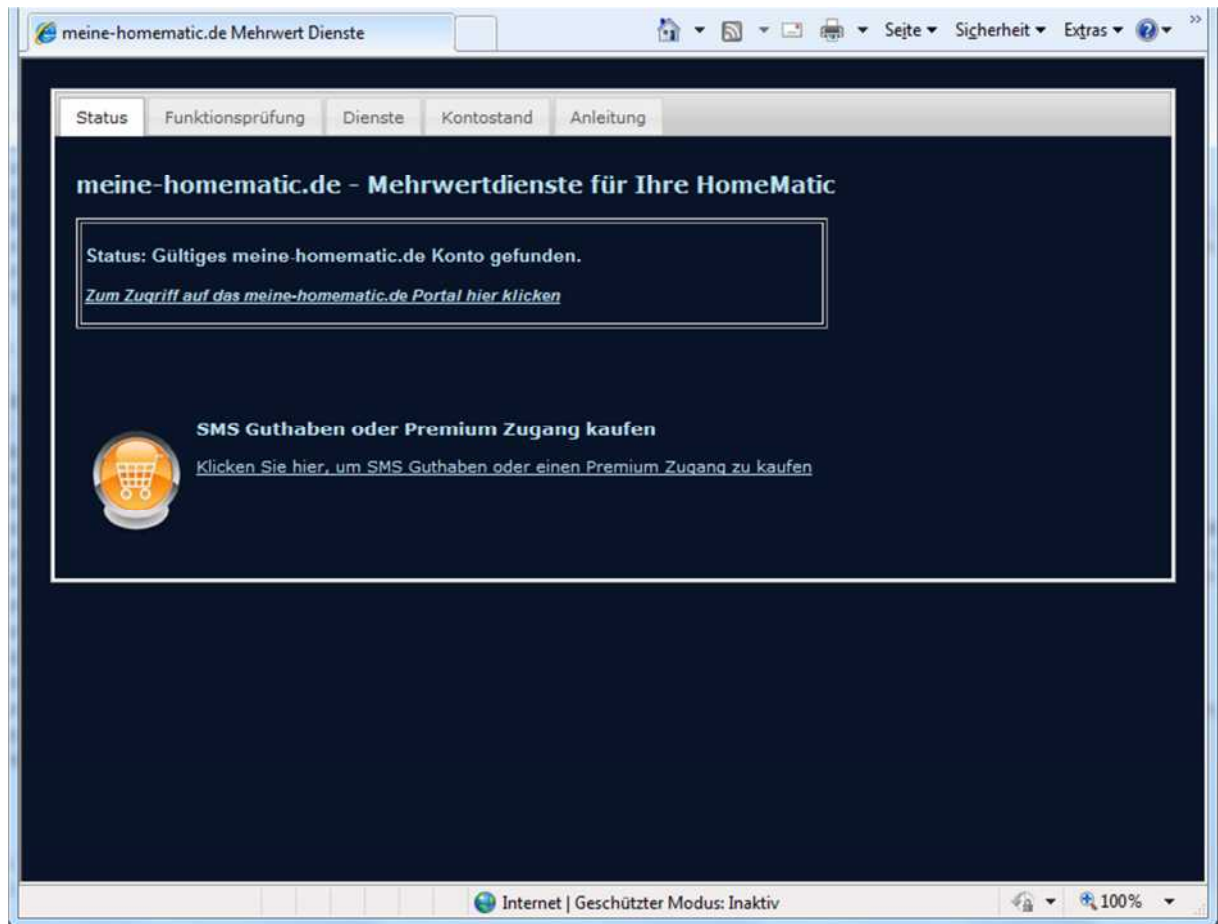 meine-homematic.de Mehrwert Dienste
Seite Sicherheit Extras
Status Funktionsprüfung Dienste Kontostand Anleitung
meine-homematic.de - Mehrwertdienste für Ihre HomeMatic
Status: Gültiges meine-homematic.de Konto gefunden.
Zum Zugriff auf das meine-homematic.de Portal hier klicken
SMS Guthaben oder Premium Zugang kaufen
Klicken Sie hier, um SMS Guthaben oder einen Premium Zugang zu kaufen
Internet | Geschützter Modus: Inaktiv 100%